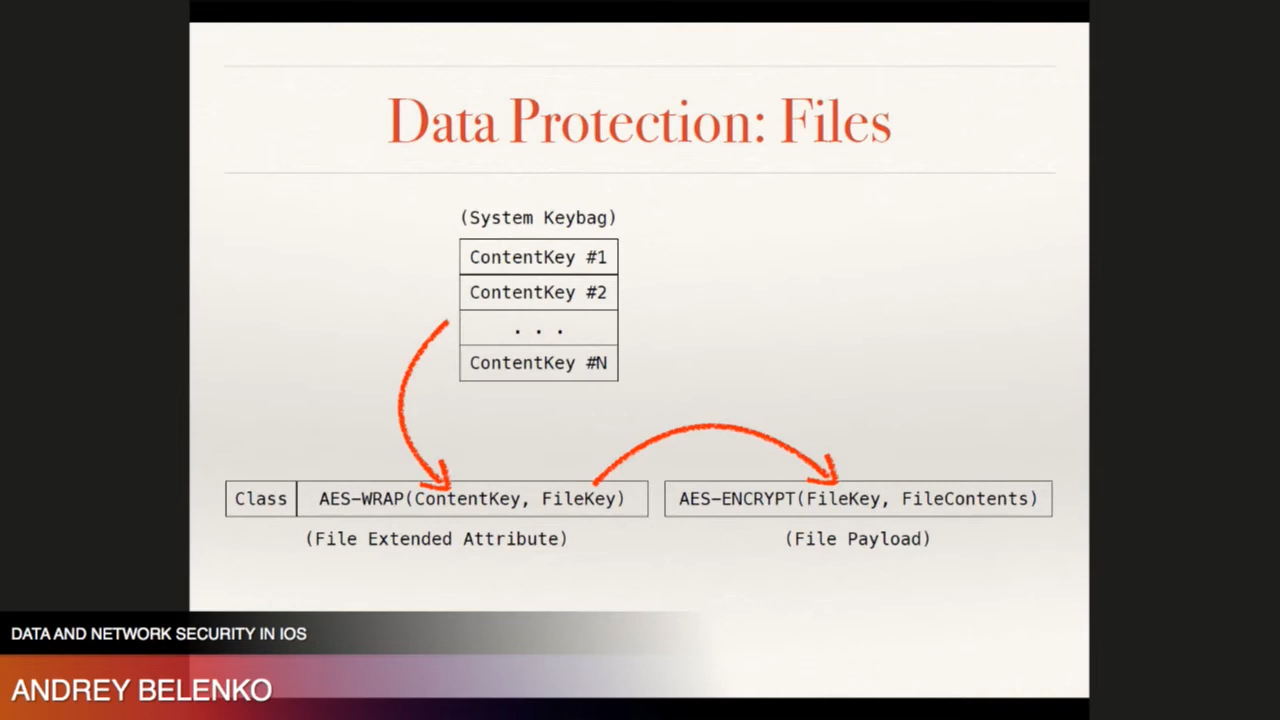 Data Protection: Files
(System Keybag)
ContentKey #1
ContentKey #2
. . .
ContentKey #N
Class AES-WRAP(ContentKey, FileKey) AES-ENCRYPT(FileKey, FileContents)
(File Extended Attribute) (File Payload)
DATA AND NETWORK SECURITY IN IOS
ANDREY BELENKO